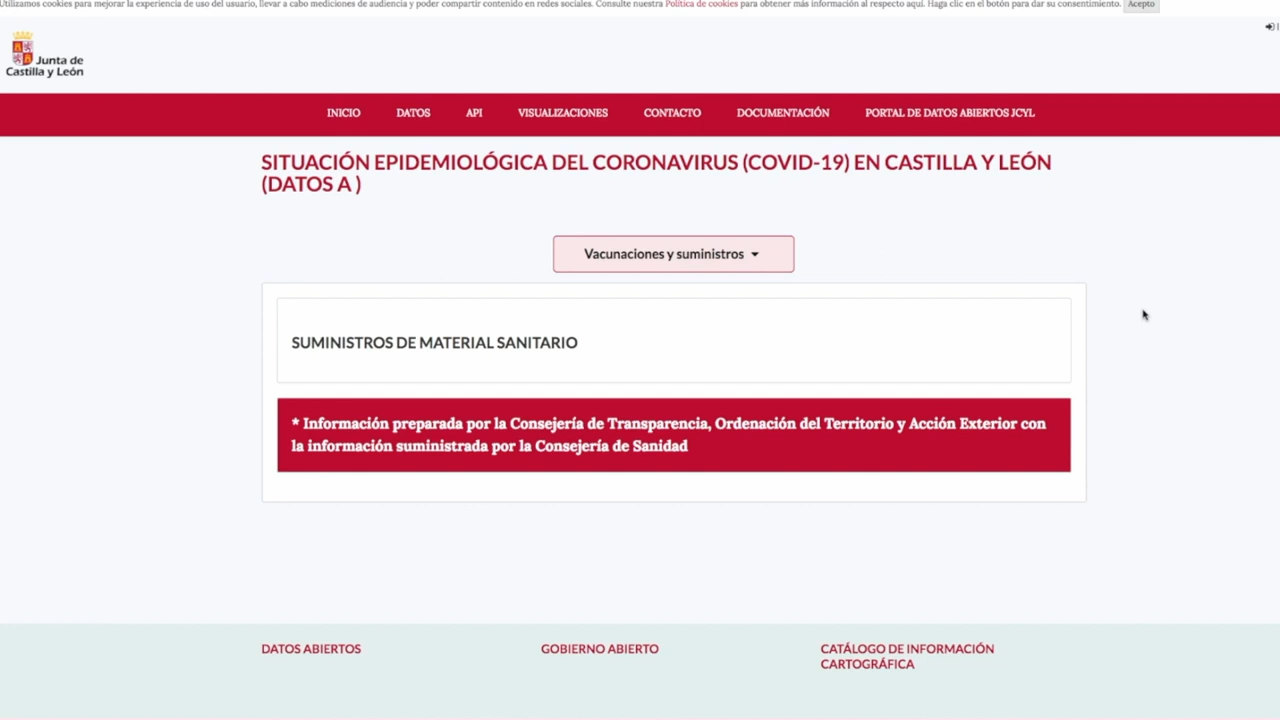 Utilizamos cookies para mejorar la experiencia de uso del usuario, llevar a cabo mediciones de audiencia y poder compartir contenido en redes sociales. Consulte nuestra Política de cookies para obtener más información al respecto aquí. Haga clic en el botón para dar su consentimiento. Acepto
Junta de
Castilla y León
INICIO DATOS API VISUALIZACIONES CONTACTO DOCUMENTACIÓN PORTAL DE DATOS ABIERTOS JCYL
SITUACIÓN EPIDEMIOLÓGICA DEL CORONAVIRUS (COVID-19) EN CASTILLA Y LEÓN
(DATOS A )
Vacunaciones y suministros
SUMINISTROS DE MATERIAL SANITARIO
* Información preparada por la Consejería de Transparencia, Ordenación del Territorio y Acción Exterior con
la información suministrada por la Consejería de Sanidad
DATOS ABIERTOS GOBIERNO ABIERTO CATÁLOGO DE INFORMACIÓN
CARTOGRÁFICA